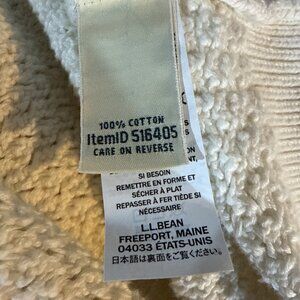 100% COTTON
ItemID 516405
CARE ON REVERSE
SI BESOIN
REMETTRE EN FORME ET
SÉCHER À PLAT
REPASSER À FER TIÈDE SI
NÉCESSAIRE
L.L.BEAN
FREEPORT, MAINE
04033 ÉTATS-UNIS
日本語は裏面をご覧ください